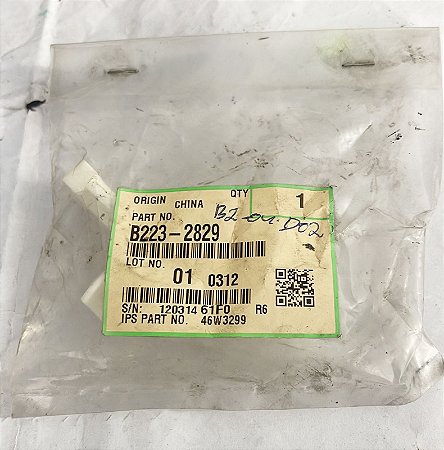 ORIGIN CHINA QTY 1
PART NO. B2 04 D02
B223-2829
LOT NO.
01 0312
S/N: 120314 61F0 R6
IPS PART NO. 46W3299